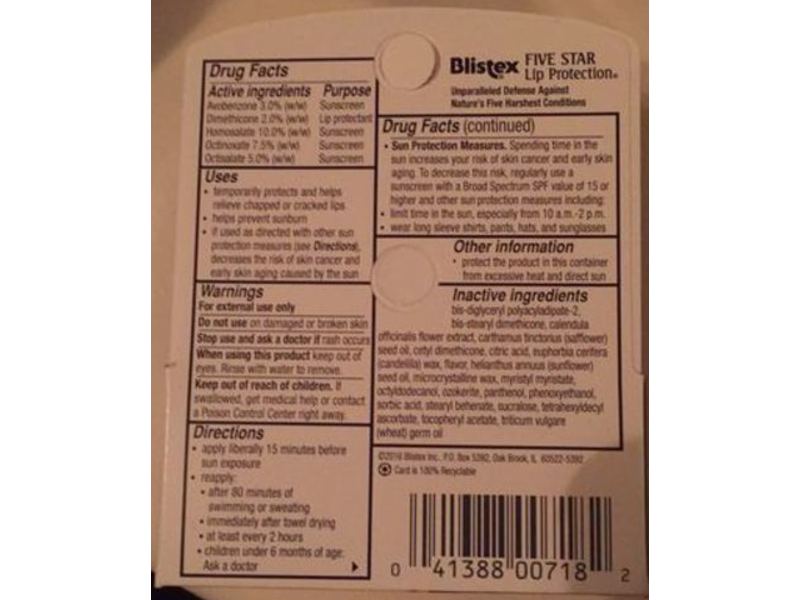 Drug Facts
Active ingredients Purpose
Avobenzone 3.0% (w/w) Sunscreen
Dimethicone 2.0% (w/w) Lip protectant
Homosalate 10.0% (w/w) Sunscreen
Octinoxate 7.5% (w/w) Sunscreen
Octisalate 5.0% (w/w) Sunscreen
Uses
• temporarily protects and helps
relieve chapped or cracked lips
• helps prevent sunburn
• if used as directed with other sun
protection measures (see Directions),
decreases the risk of skin cancer and
early skin aging caused by the sun
Warnings
For external use only
Do not use on damaged or broken skin
Stop use and ask a doctor if rash occurs
When using this product keep out of
eyes. Rinse with water to remove.
Keep out of reach of children. If
swallowed, get medical help or contact
a Poison Control Center right away.
Directions
• apply liberally 15 minutes before
sun exposure
• reapply:
• after 80 minutes of
swimming or sweating
• immediately after towel drying
• at least every 2 hours
• children under 6 months of age:
Ask a doctor
Blistex FIVE STAR
Lip Protection®
Unparalleled Defense Against
Nature's Five Harshest Conditions
Drug Facts (continued)
• Sun Protection Measures. Spending time in the
sun increases your risk of skin cancer and early skin
aging. To decrease this risk, regularly use a
sunscreen with a Broad Spectrum SPF value of 15 or
higher and other sun protection measures including:
• limit time in the sun, especially from 10 a.m.-2 p.m.
• wear long sleeve shirts, pants, hats, and sunglasses
Other information
• protect the product in this container
from excessive heat and direct sun
Inactive ingredients
bis-diglyceryl polyacyladipate-2,
bis-stearyl dimethicone, calendula
officinalis flower extract, carthamus tinctorius (safflower)
seed oil, cetyl dimethicone, citric acid, euphorbia cerifera
(candelilla) wax, flavor, helianthus annuus (sunflower)
seed oil, microcrystalline wax, myristyl myristate,
octyldodecanol, ozokerite, panthenol, phenoxyethanol,
sorbic acid, stearyl behenate, sucralose, tetrahexyldecyl
ascorbate, tocopheryl acetate, triticum vulgare
(wheat) germ oil
©2016 Blistex Inc., P.O. Box 5392, Oak Brook, IL 60522-5392
Card is 100% Recyclable
0 41388 00718 2